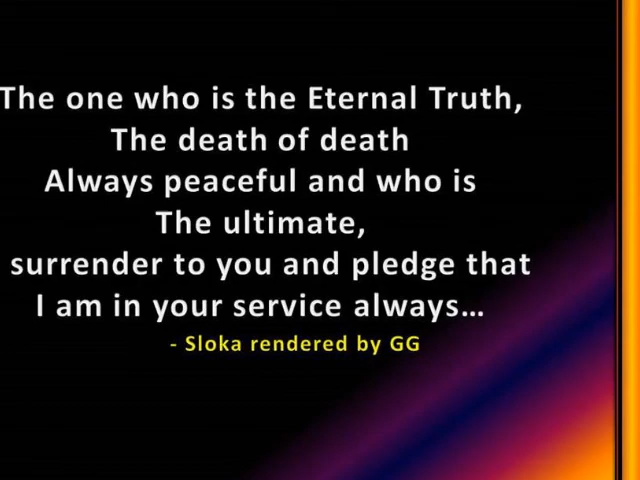 The one who is the Eternal Truth,
The death of death
Always peaceful and who is
The ultimate,
surrender to you and pledge that
I am in your service always…
- Sloka rendered by GG